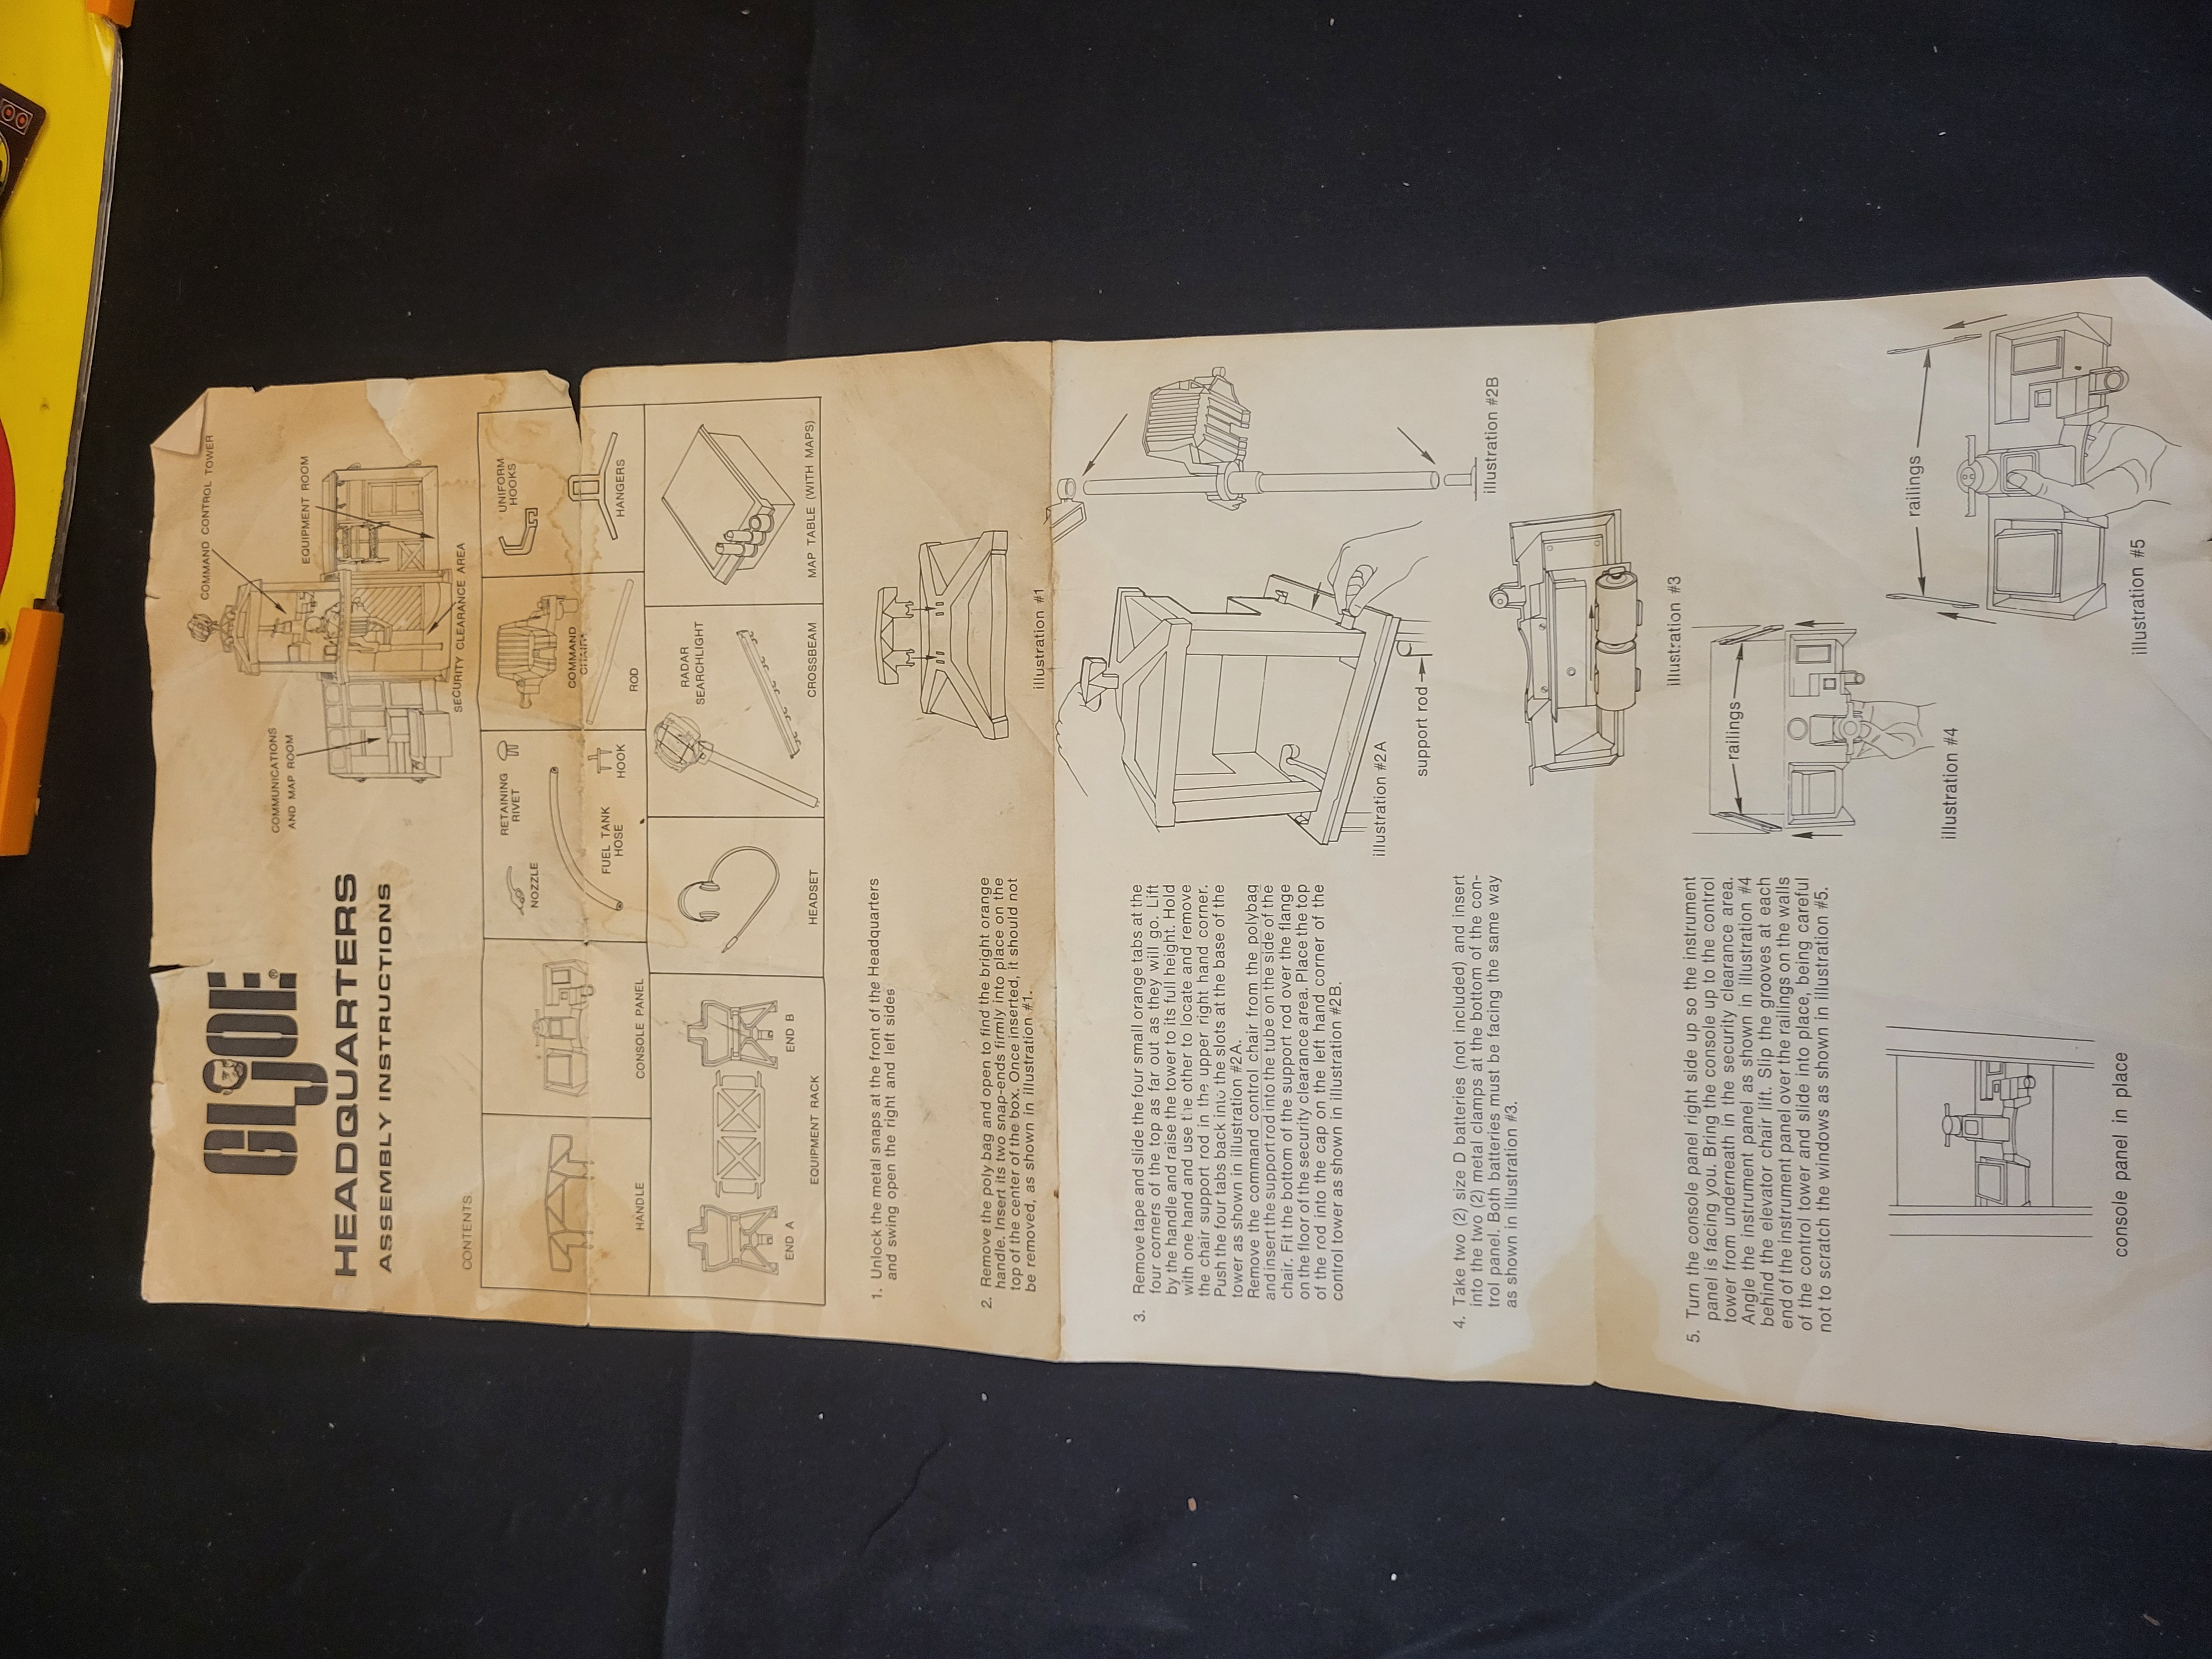 GI JOE®
HEADQUARTERS
ASSEMBLY INSTRUCTIONS
COMMUNICATIONS
AND MAP ROOM
COMMAND CONTROL TOWER
EQUIPMENT ROOM
SECURITY CLEARANCE AREA
CONTENTS
HANDLE
CONSOLE PANEL
NOZZLE
RETAINING
RIVET
FUEL TANK
HOSE
HOOK
COMMAND
CHAIR
ROD
UNIFORM
HOOKS
HANGERS
END A
END B
EQUIPMENT RACK
HEADSET
RADAR
SEARCHLIGHT
CROSSBEAM
MAP TABLE (WITH MAPS)
1. Unlock the metal snaps at the front of the Headquarters
and swing open the right and left sides
2. Remove the poly bag and open to find the bright orange
handle. Insert its two snap-ends firmly into place on the
top of the center of the box. Once inserted, it should not
be removed, as shown in illustration #1.
illustration #1
3. Remove tape and slide the four small orange tabs at the
four corners of the top as far out as they will go. Lift
by the handle and raise the tower to its full height. Hold
with one hand and use the other to locate and remove
the chair support rod in the upper right hand corner.
Push the four tabs back into the slots at the base of the
tower as shown in illustration #2A.
Remove the command control chair from the polybag
and insert the support rod into the tube on the side of the
chair. Fit the bottom of the support rod over the flange
on the floor of the security clearance area. Place the top
of the rod into the cap on the left hand corner of the
control tower as shown in illustration #2B.
illustration #2A
support rod
illustration #2B
4. Take two (2) size D batteries (not included) and insert
into the two (2) metal clamps at the bottom of the con-
trol panel. Both batteries must be facing the same way
as shown in illustration #3.
illustration #3
5. Turn the console panel right side up so the instrument
panel is facing you. Bring the console up to the control
tower from underneath in the security clearance area.
Angle the instrument panel as shown in illustration #4
behind the elevator chair lift. Slip the grooves at each
end of the instrument panel over the railings on the walls
of the control tower and slide into place, being careful
not to scratch the windows as shown in illustration #5.
railings
illustration #4
railings
illustration #5
console panel in place